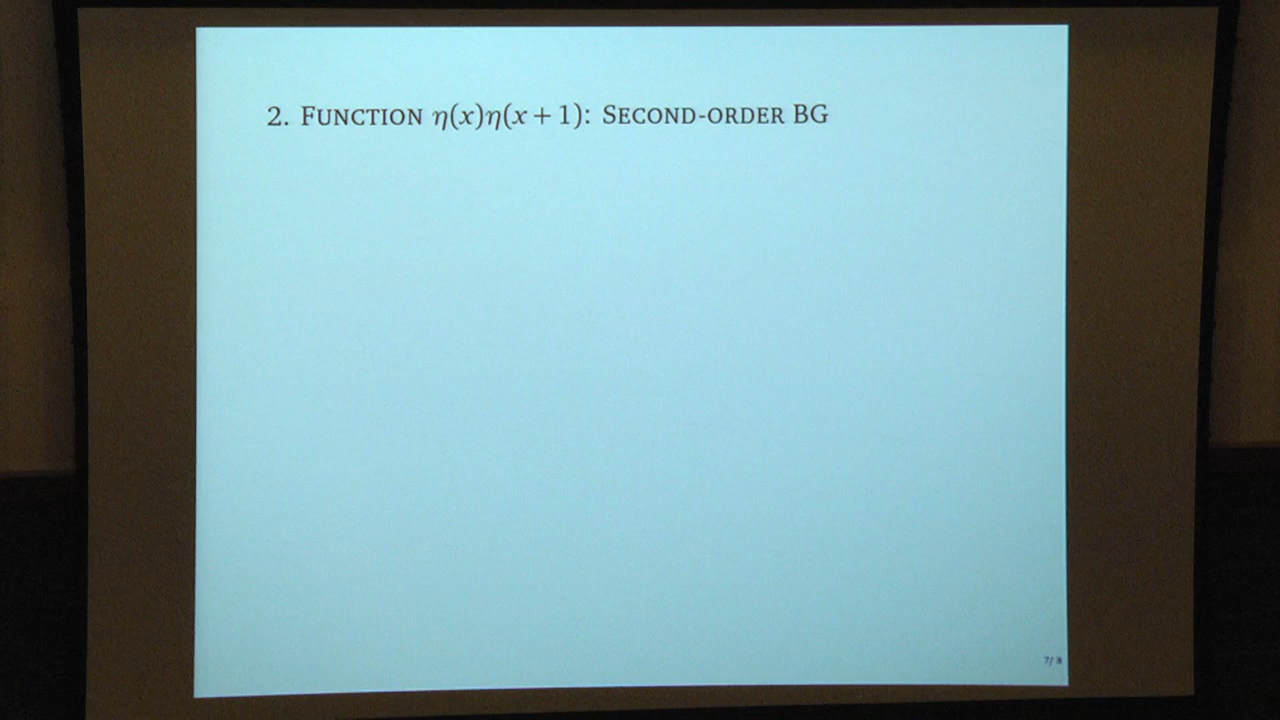 2. FUNCTION η(x)η(x + 1): SECOND-ORDER BG
7/ 8